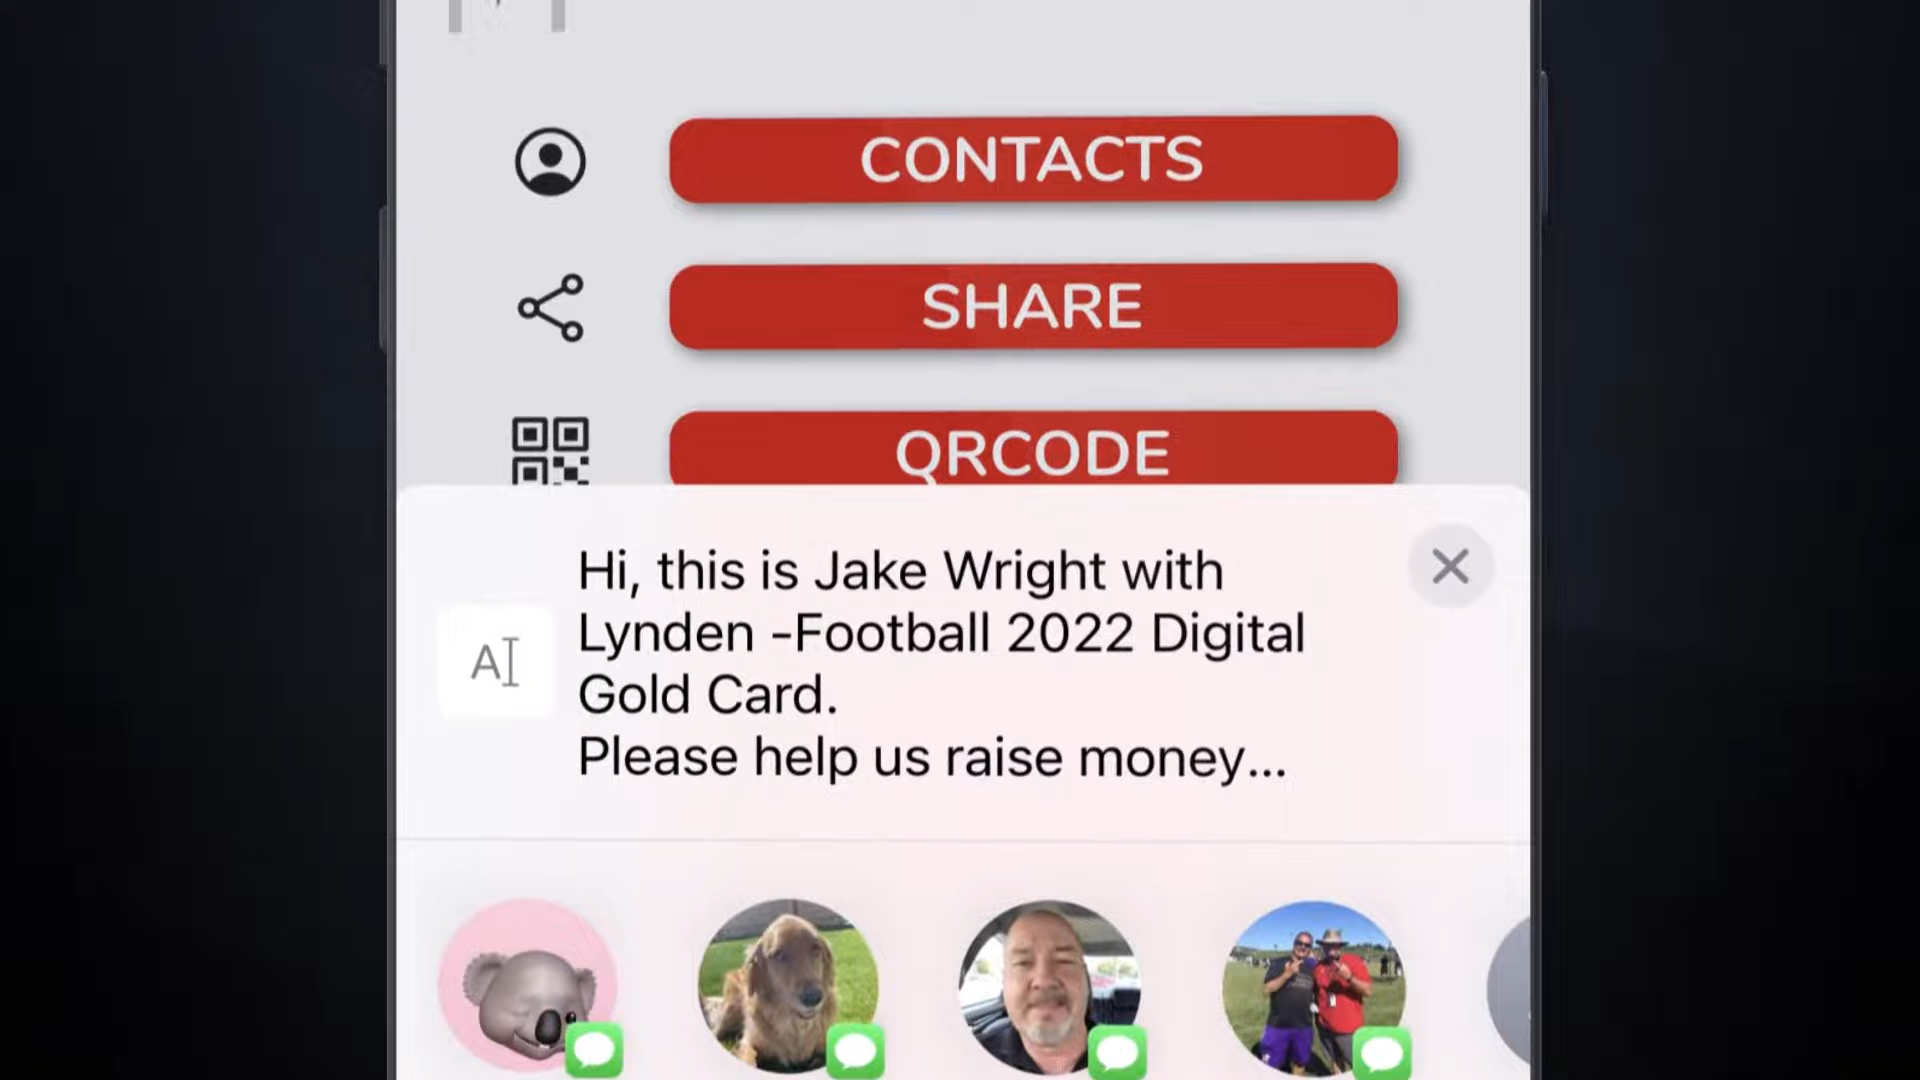 CONTACTS
SHARE
QRCODE
Hi, this is Jake Wright with
Lynden -Football 2022 Digital
Gold Card.
Please help us raise money...